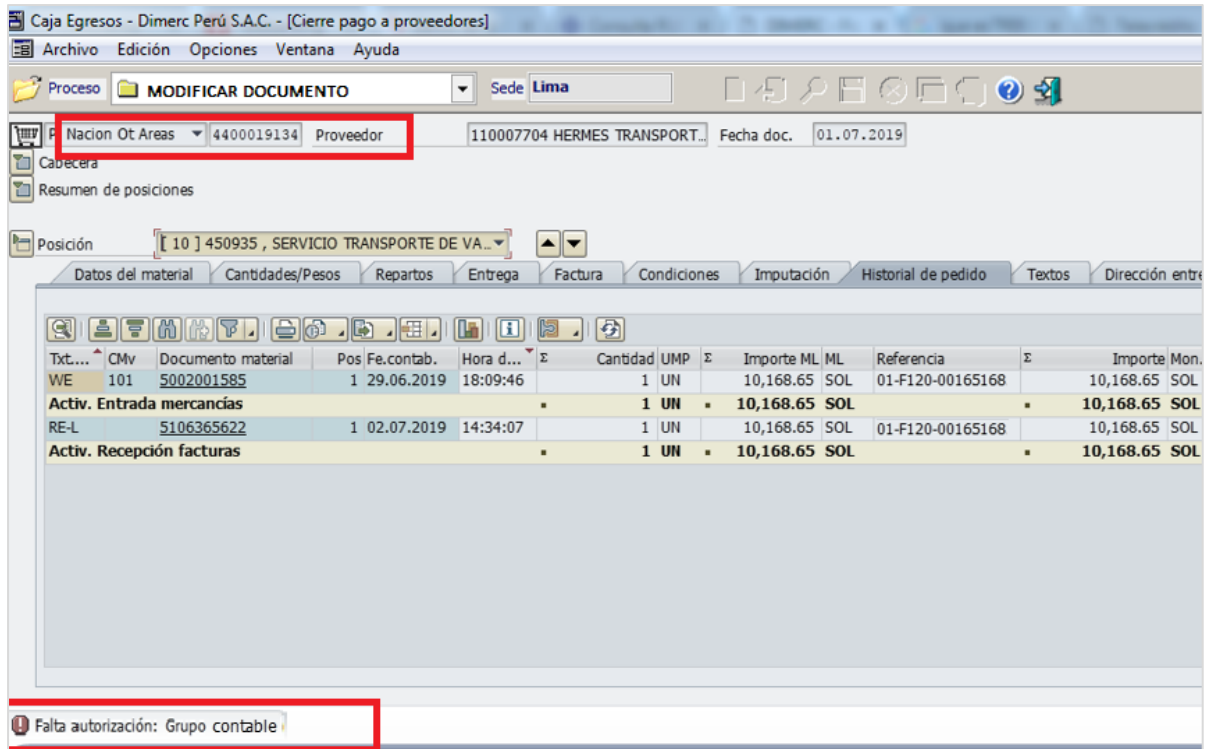 Caja Egresos - Dimerc Perú S.A.C. - [Cierre pago a proveedores]
Archivo Edición Opciones Ventana Ayuda
Proceso MODIFICAR DOCUMENTO Sede Lima
P Nacion Ot Areas 4400019134 Proveedor 110007704 HERMES TRANSPORT... Fecha doc. 01.07.2019
Cabecera
Resumen de posiciones
Posición [ 10 ] 450935 , SERVICIO TRANSPORTE DE VA...
Datos del material Cantidades/Pesos Repartos Entrega Factura Condiciones Imputación Historial de pedido Textos Dirección entre
Txt.... CMv Documento material Pos Fe.contab. Hora d... Σ Cantidad UMP Σ Importe ML ML Referencia Σ Importe Mon.
WE 101 5002001585 1 29.06.2019 18:09:46 1 UN 10,168.65 SOL 01-F120-00165168 10,168.65 SOL
Activ. Entrada mercancías 1 UN 10,168.65 SOL 10,168.65 SOL
RE-L 5106365622 1 02.07.2019 14:34:07 1 UN 10,168.65 SOL 01-F120-00165168 10,168.65 SOL
Activ. Recepción facturas 1 UN 10,168.65 SOL 10,168.65 SOL
Falta autorización: Grupo contable